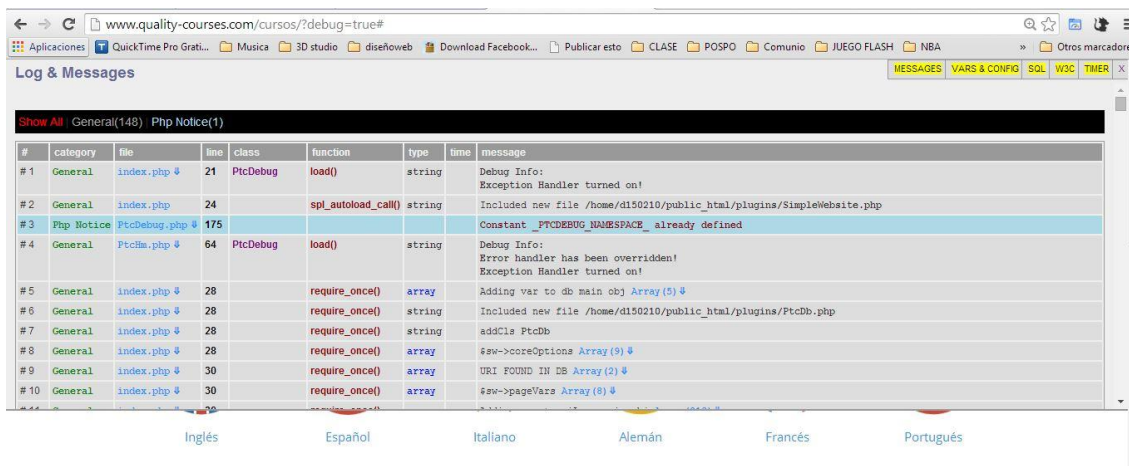 www.quality-courses.com/cursos/?debug=true#
Aplicaciones QuickTime Pro Grati... Musica 3D studio diseñoweb Download Facebook... Publicar esto CLASE POSPO Comunio JUEGO FLASH NBA » Otros marcadore
Log & Messages MESSAGES VARS & CONFIG SQL W3C TIMER X
Show All | General(148) | Php Notice(1)
# category file line class function type time message
# 1 General index.php ⇓ 21 PtcDebug load() string Debug Info:
Exception Handler turned on!
# 2 General index.php 24 spl_autoload_call() string Included new file /home/d150210/public_html/plugins/SimpleWebsite.php
# 3 Php Notice PtcDebug.php ⇓ 175 Constant _PTCDEBUG_NAMESPACE_ already defined
# 4 General PtcHm.php ⇓ 64 PtcDebug load() string Debug Info:
Error handler has been overridden!
Exception Handler turned on!
# 5 General index.php ⇓ 28 require_once() array Adding var to db main obj Array(5) ⇓
# 6 General index.php ⇓ 28 require_once() string Included new file /home/d150210/public_html/plugins/PtcDb.php
# 7 General index.php ⇓ 28 require_once() string addCls PtcDb
# 8 General index.php ⇓ 28 require_once() array $sw->coreOptions Array(9) ⇓
# 9 General index.php ⇓ 30 require_once() array URI FOUND IN DB Array(2) ⇓
# 10 General index.php ⇓ 30 require_once() array $sw->pageVars Array(8) ⇓
Inglés Español Italiano Alemán Francés Portugués